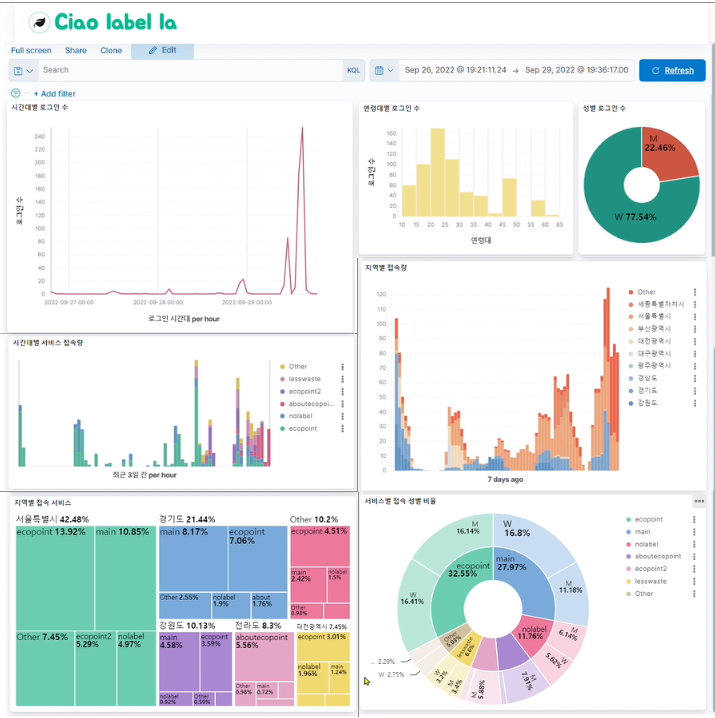 Ciao label la
Full screen Share Clone Edit
Search KQL Sep 26, 2022 @ 19:21:11.24 → Sep 29, 2022 @ 19:36:17.00 Refresh
+ Add filter
시간대별 로그인 수
로그인 수
240
220
200
180
160
140
120
100
80
60
40
20
0
2022-09-27 00:00 2022-09-28 00:00 2022-09-29 00:00
로그인 시간대 per hour
연령대별 로그인 수
로그인 수
160
140
120
100
80
60
40
20
0
10 15 20 25 30 35 40 45 50 55 60 65
연령대
성별 로그인 수
M
22.46%
W 77.54%
시간대별 서비스 접속량
Other
lesswaste
ecopoint2
aboutecopoi...
nolabel
ecopoint
최근 3일 간 per hour
지역별 접속량
120
110
100
90
80
70
60
50
40
30
20
10
0
7 days ago
Other
세종특별자치시
서울특별시
부산광역시
대전광역시
대구광역시
광주광역시
경상도
경기도
강원도
지역별 접속 서비스
서울특별시 42.48%
ecopoint 13.92%
main 10.85%
Other 7.45%
ecopoint2
5.29%
nolabel
4.97%
경기도 21.44%
main 8.17%
ecopoint
7.06%
Other 2.55%
nolabel
1.9%
about
1.76%
Other 10.2%
ecopoint 4.51%
main
2.42%
nolabel
1.5%
Other
0.98%
강원도 10.13%
main
4.58%
ecopoint
3.59%
nolabel
0.92%
Other
0.59%
전라도 8.3%
aboutecopoint
5.56%
Other
0.98%
main
0.72%
대전광역시 7.45%
ecopoint 3.01%
nolabel
1.96%
main
1.24%
서비스별 접속 성별 비율
M
16.14%
W
16.8%
ecopoint
32.55%
main
27.97%
W
16.41%
M
11.18%
nolabel
11.76%
M
6.14%
W
5.62%
Other
5.03%
lesswaste
6.6%
... 2.29%
W 2.75%
W
3.2%
M
3.4%
M
5.88%
M
7.91%
ecopoint
main
nolabel
aboutecopoint
ecopoint2
lesswaste
Other